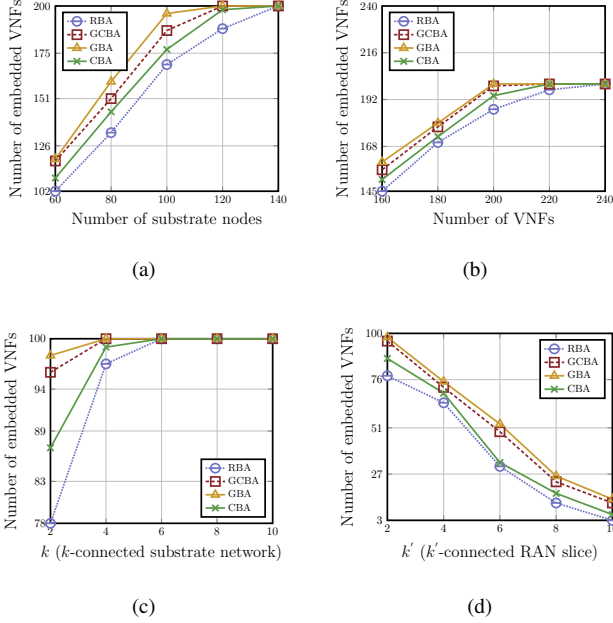 Number of embedded VNFs
200
175
151
126
102
RBA
GCBA
GBA
CBA
60 80 100 120 140
Number of substrate nodes
(a)
Number of embedded VNFs
240
216
192
168
145
RBA
GCBA
GBA
CBA
160 180 200 220 240
Number of VNFs
(b)
Number of embedded VNFs
100
94
89
83
78
RBA
GCBA
GBA
CBA
2 4 6 8 10
k (k-connected substrate network)
(c)
Number of embedded VNFs
100
76
51
27
3
RBA
GCBA
GBA
CBA
2 4 6 8 10
k′ (k′-connected RAN slice)
(d)